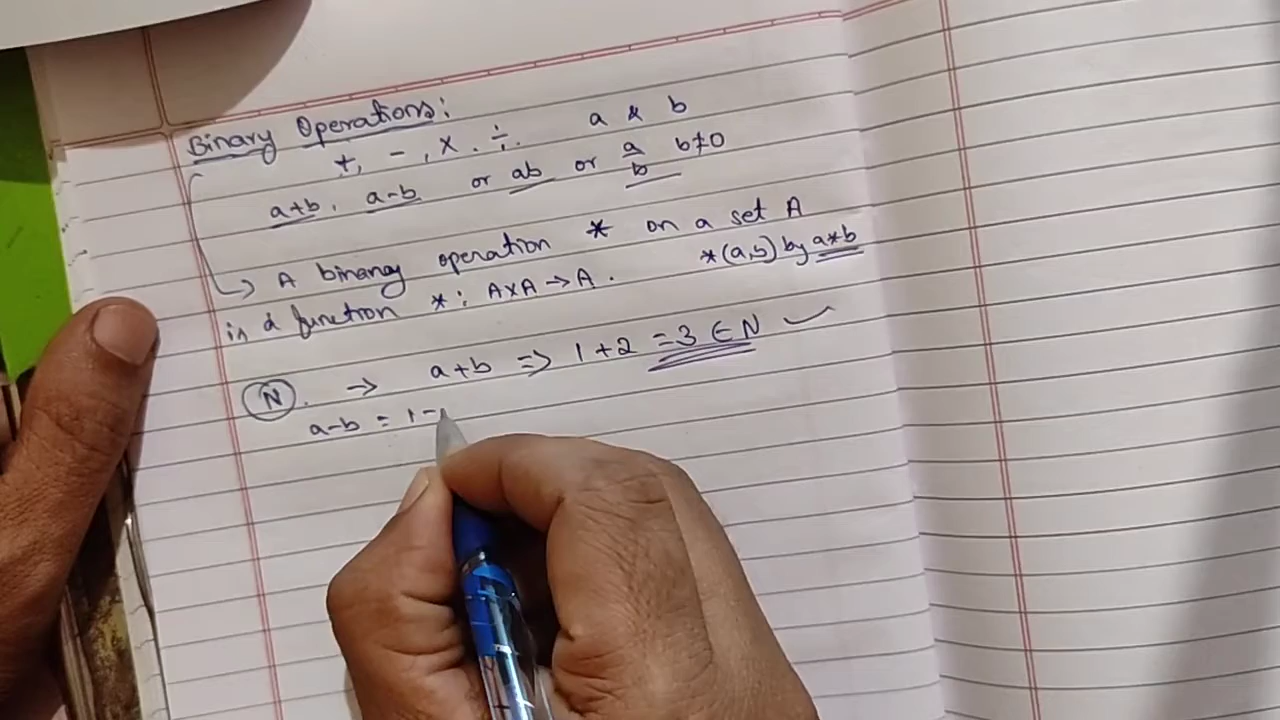 Binary Operations:
+, -, x. ÷. a & b
a+b, a-b or ab or a/b b≠0
→ A binary operation * on a set A
is a function *: A×A→A. *(a,b) by a*b
N. → a+b => 1+2 =3 ∈ N ✓
a-b = 1-